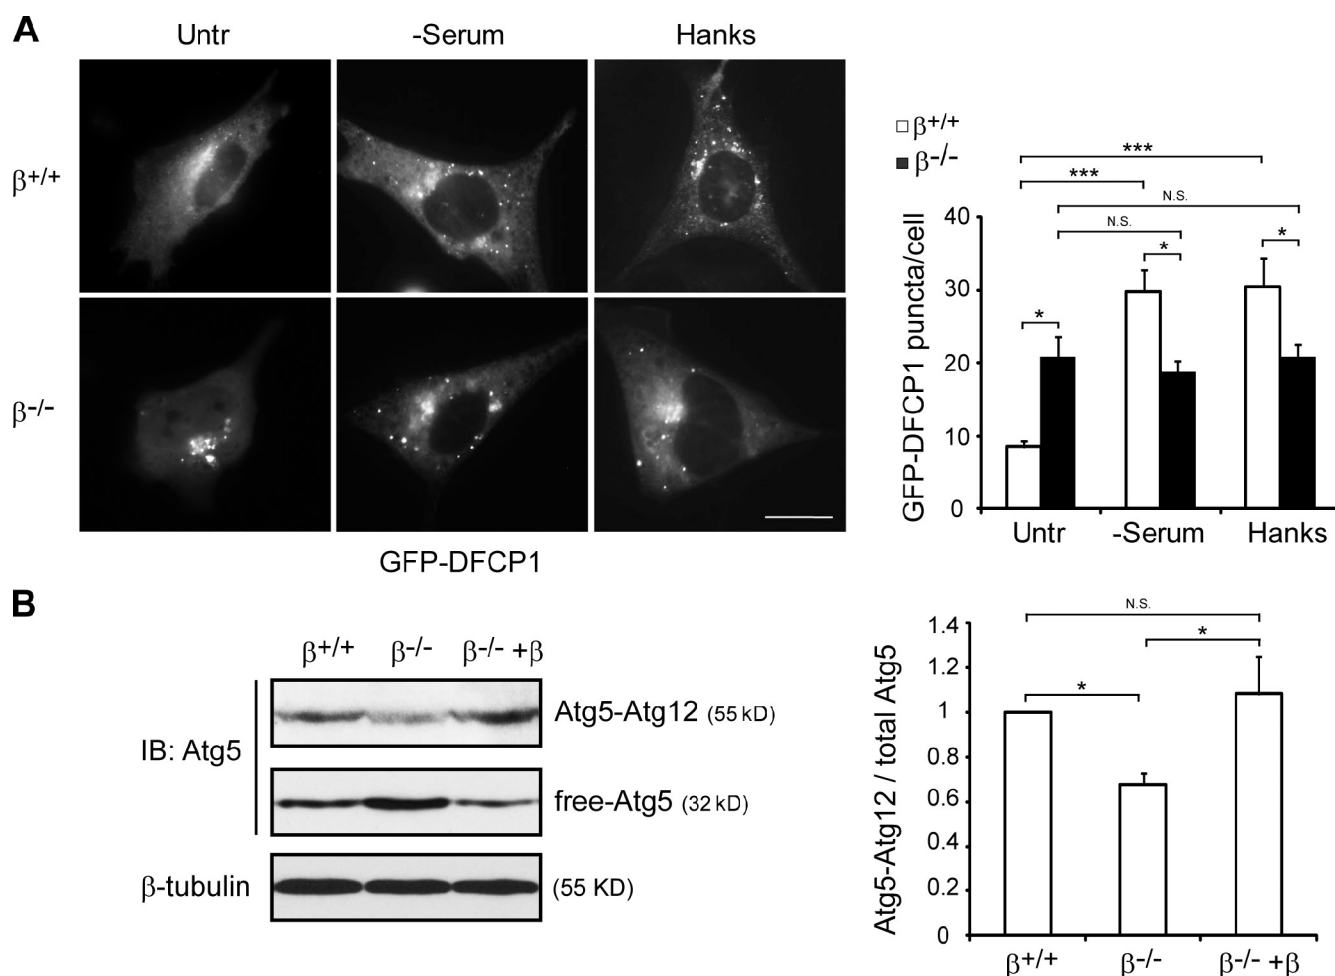 A
Untr
-Serum
Hanks
β+/+
β-/-
GFP-DFCP1
β+/+
β-/-
***
***
N.S.
N.S.
*
*
*
GFP-DFCP1 puncta/cell
40
30
20
10
0
Untr
-Serum
Hanks
B
β+/+
β-/-
β-/- +β
IB: Atg5
Atg5-Atg12 (55 kD)
free-Atg5 (32 kD)
β-tubulin
(55 KD)
N.S.
*
*
Atg5-Atg12 / total Atg5
1.4
1.2
1
0.8
0.6
0.4
0.2
0
β+/+
β-/-
β-/- +β